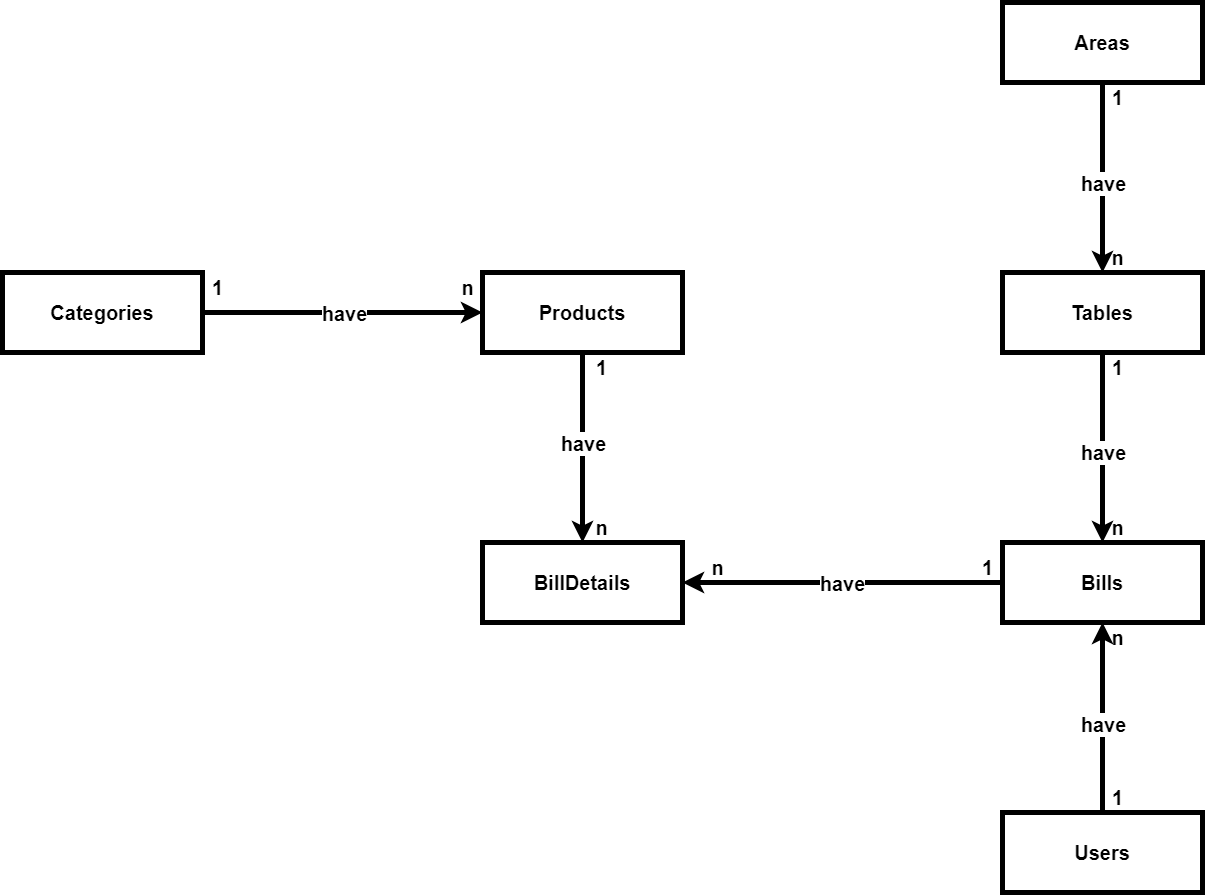 Areas
1
have
n
Categories
1
have
n
Products
Tables
1
have
n
1
have
n
BillDetails
n
have
1
Bills
n
have
1
Users